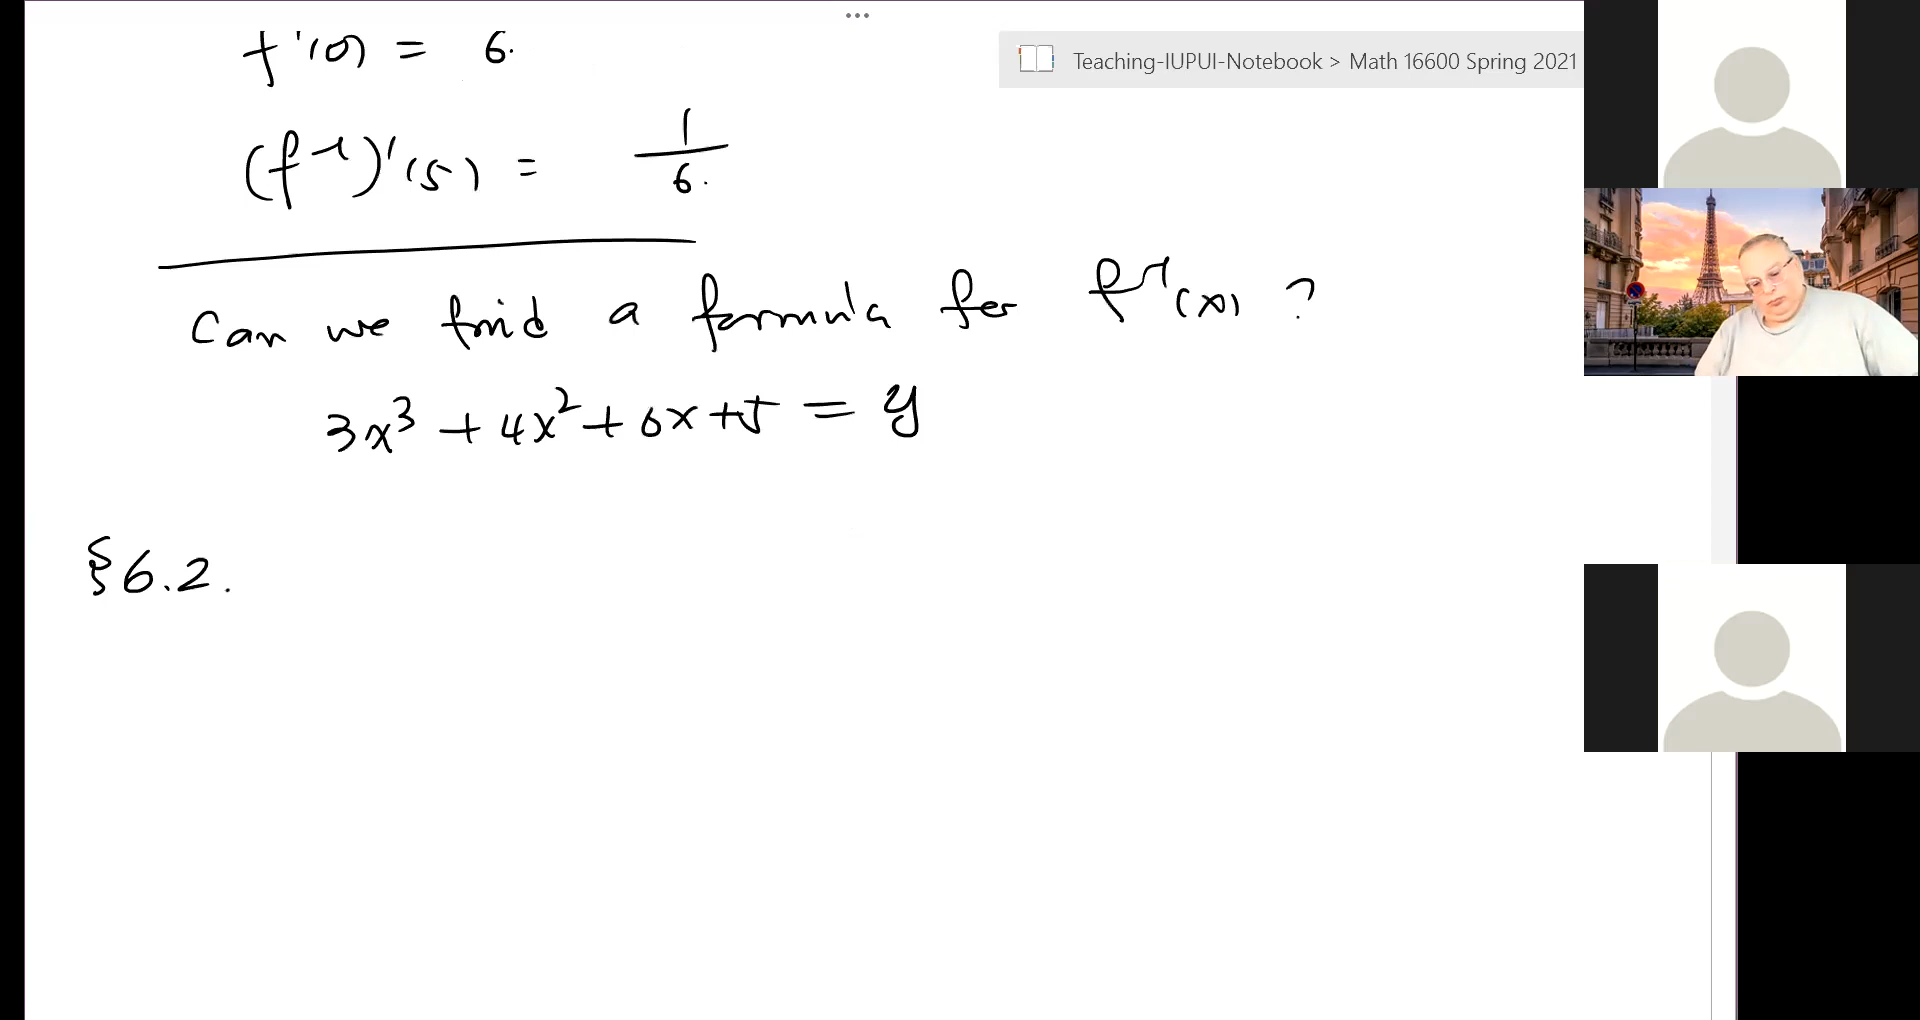 f'(0) = 6.
Teaching-IUPUI-Notebook > Math 16600 Spring 2021
(f⁻¹)'(5) = 1/6.
Can we find a formula for f⁻¹(x) ?
3x³ + 4x² + 6x + 5 = y
§6.2.